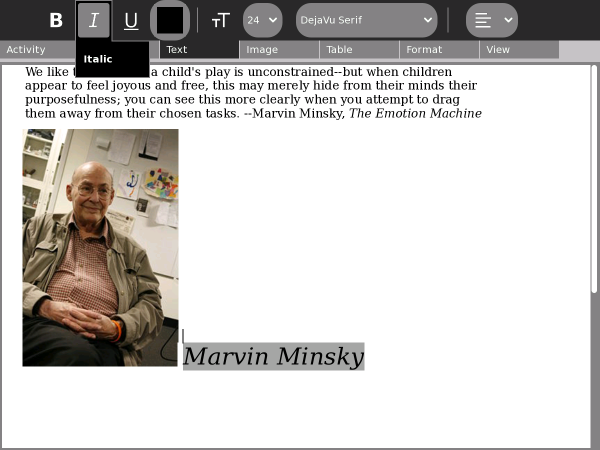 B I U TT 24 DejaVu Serif
Activity Text Image Table Format View
Italic
We like t a child's play is unconstrained--but when children
appear to feel joyous and free, this may merely hide from their minds their
purposefulness; you can see this more clearly when you attempt to drag
them away from their chosen tasks. --Marvin Minsky, The Emotion Machine
Marvin Minsky